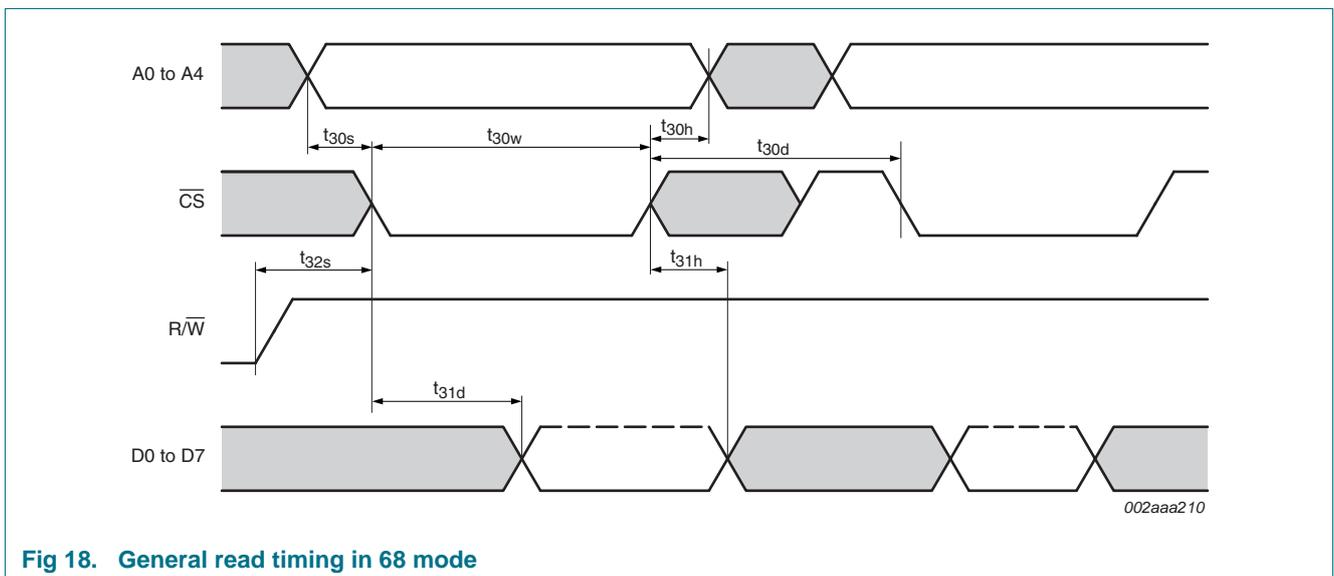 A0 to A4
t30s
t30w
t30h
t30d
C̅S̅
t32s
t31h
R/W̅
t31d
D0 to D7
002aaa210
Fig 18. General read timing in 68 mode